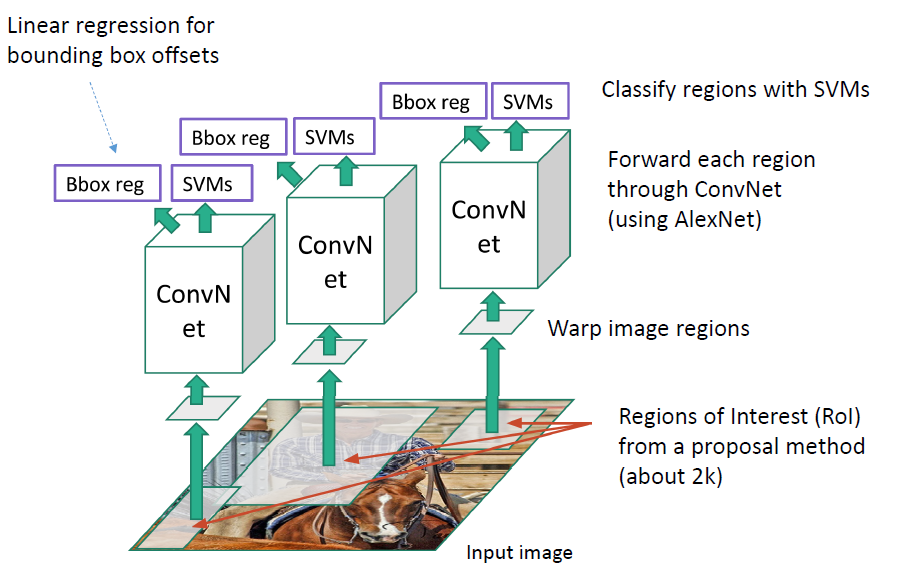 Linear regression for
bounding box offsets
Bbox reg
SVMs
Classify regions with SVMs
Bbox reg
SVMs
Bbox reg
SVMs
Forward each region
through ConvNet
(using AlexNet)
ConvN
et
ConvN
et
ConvN
et
Warp image regions
Regions of Interest (RoI)
from a proposal method
(about 2k)
Input image